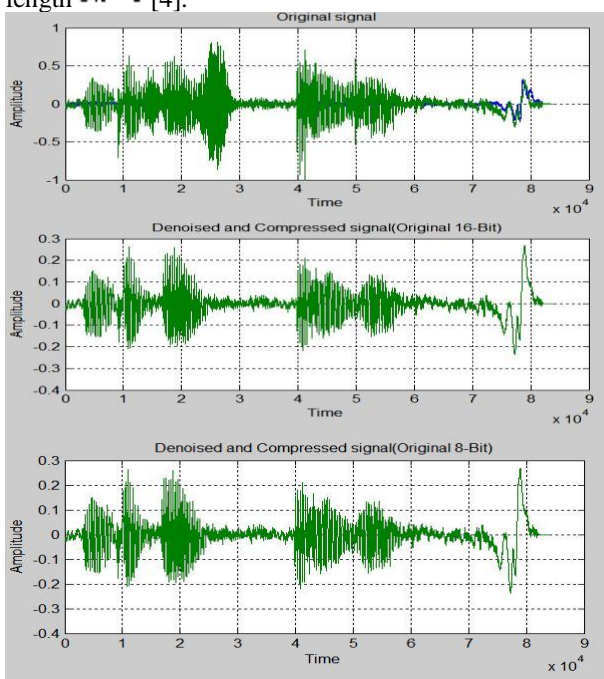 length [4].
Original signal
1
0.5
0
-0.5
-1
Amplitude
0 1 2 3 4 5 6 7 8 9
Time
x 10^4
Denoised and Compressed signal(Original 16-Bit)
0.3
0.2
0.1
0
-0.1
-0.2
-0.3
-0.4
Amplitude
0 1 2 3 4 5 6 7 8 9
Time
x 10^4
Denoised and Compressed signal(Original 8-Bit)
0.3
0.2
0.1
0
-0.1
-0.2
-0.3
-0.4
Amplitude
0 1 2 3 4 5 6 7 8 9
Time
x 10^4